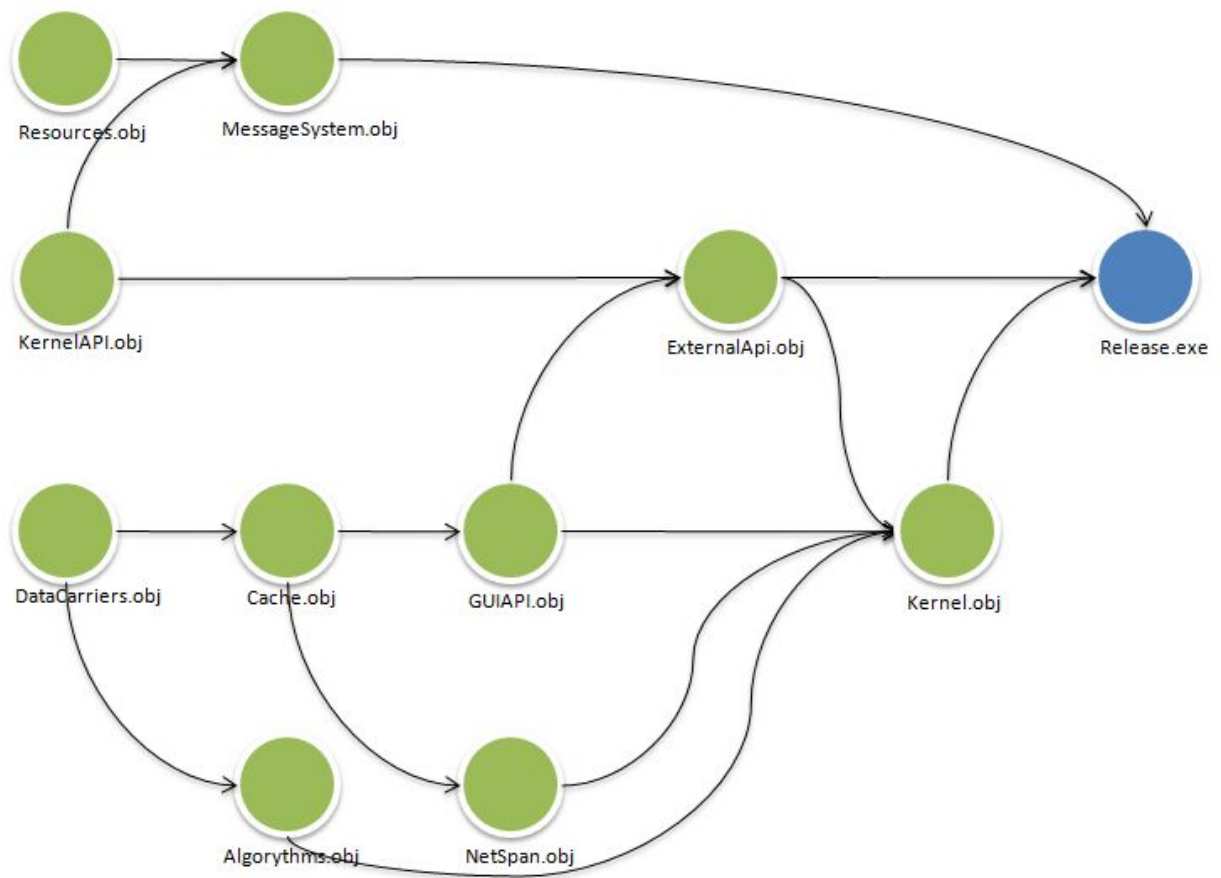 Resources.obj
MessageSystem.obj
KernelAPI.obj
ExternalApi.obj
Release.exe
DataCarriers.obj
Cache.obj
GUIAPI.obj
Kernel.obj
Algorythms.obj
NetSpan.obj